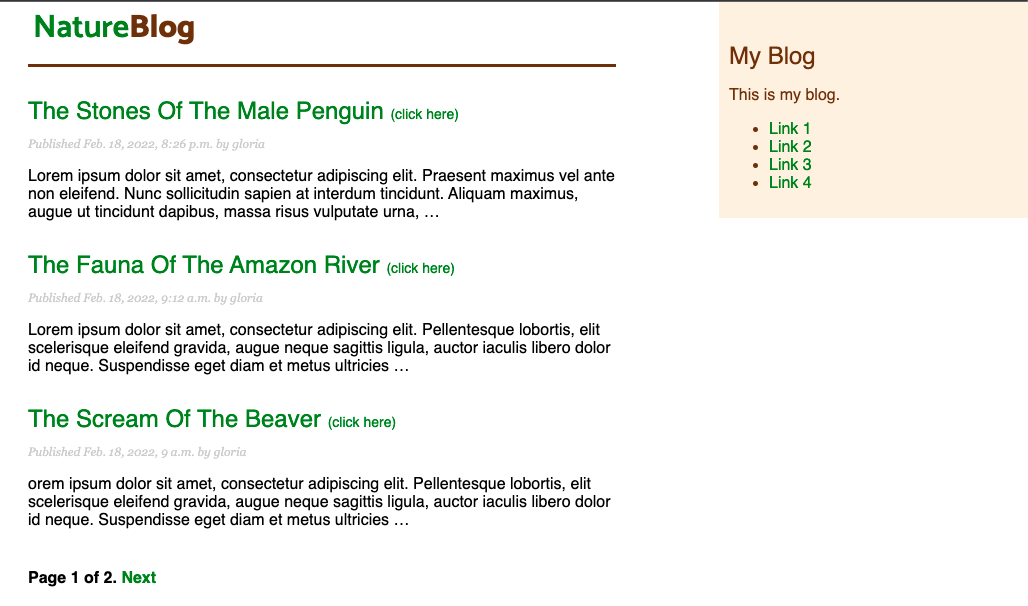 NatureBlog
The Stones Of The Male Penguin (click here)
Published Feb. 18, 2022, 8:26 p.m. by gloria
Lorem ipsum dolor sit amet, consectetur adipiscing elit. Praesent maximus vel ante
non eleifend. Nunc sollicitudin sapien at interdum tincidunt. Aliquam maximus,
augue ut tincidunt dapibus, massa risus vulputate urna, …
The Fauna Of The Amazon River (click here)
Published Feb. 18, 2022, 9:12 a.m. by gloria
Lorem ipsum dolor sit amet, consectetur adipiscing elit. Pellentesque lobortis, elit
scelerisque eleifend gravida, augue neque sagittis ligula, auctor iaculis libero dolor
id neque. Suspendisse eget diam et metus ultricies …
The Scream Of The Beaver (click here)
Published Feb. 18, 2022, 9 a.m. by gloria
orem ipsum dolor sit amet, consectetur adipiscing elit. Pellentesque lobortis, elit
scelerisque eleifend gravida, augue neque sagittis ligula, auctor iaculis libero dolor
id neque. Suspendisse eget diam et metus ultricies …
Page 1 of 2. Next
My Blog
This is my blog.
Link 1
Link 2
Link 3
Link 4